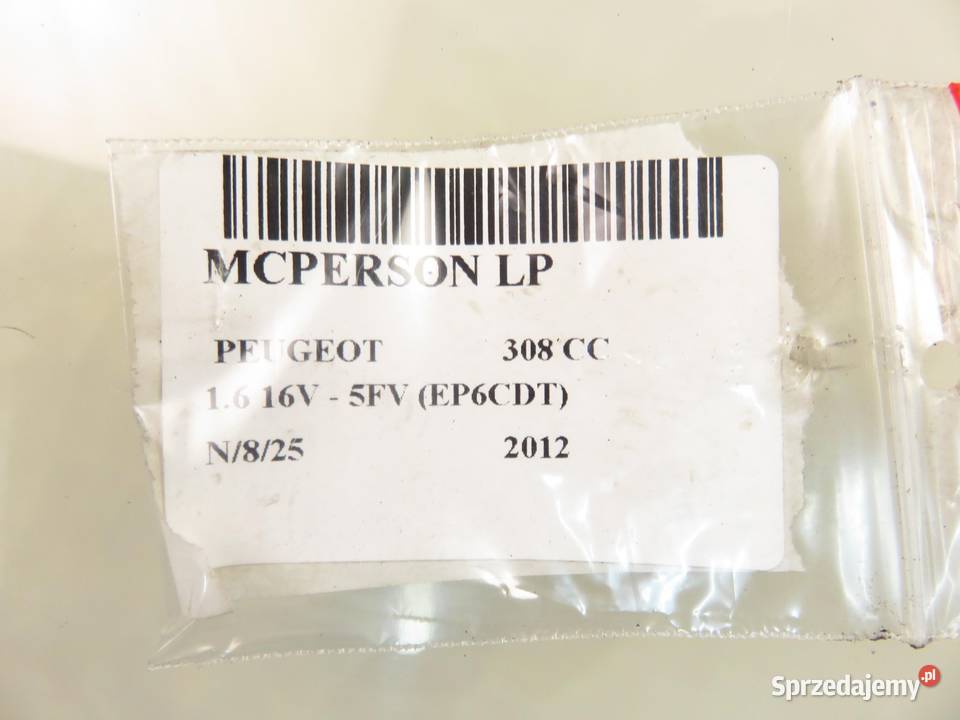 MCPERSON LP
PEUGEOT 308 CC
1.6 16V - 5FV (EP6CDT)
N/8/25 2012
Sprzedajemy.pl